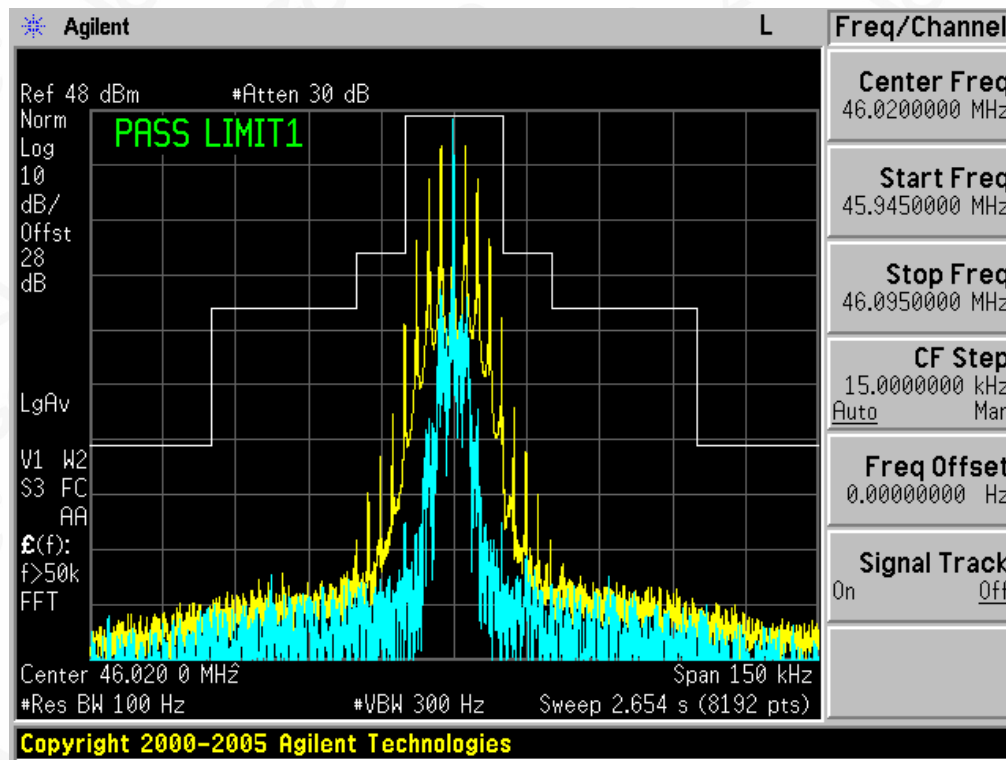 Agilent L
Ref 48 dBm #Atten 30 dB
Norm
Log
10
dB/
Offst
28
dB
PASS LIMIT1
LgAv
V1 W2
S3 FC
AA
£(f):
f>50k
FFT
Center 46.020 0 MHz Span 150 kHz
#Res BW 100 Hz #VBW 300 Hz Sweep 2.654 s (8192 pts)
Copyright 2000-2005 Agilent Technologies
Freq/Channel
Center Freq
46.0200000 MHz
Start Freq
45.9450000 MHz
Stop Freq
46.0950000 MHz
CF Step
15.0000000 kHz
Auto Man
Freq Offset
0.00000000 Hz
Signal Track
On Off